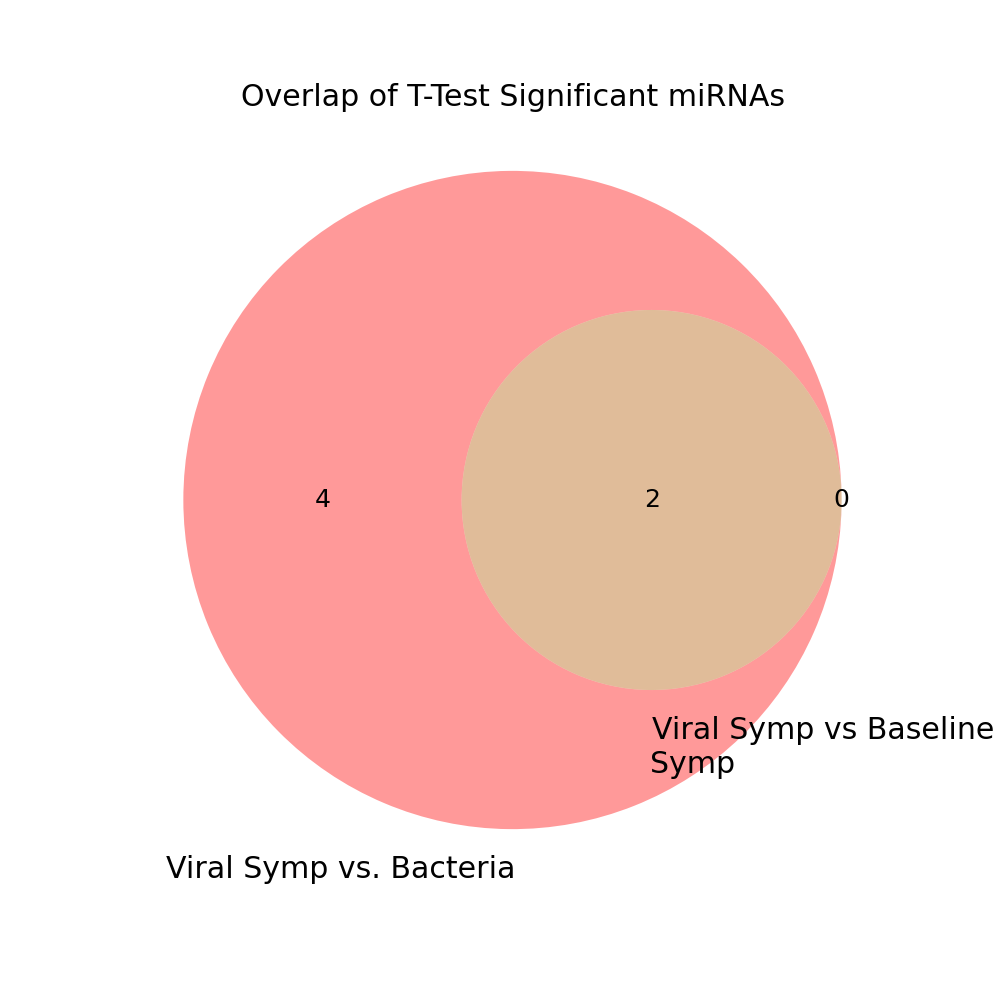 Overlap of T-Test Significant miRNAs
4
2
0
Viral Symp vs Baseline
Symp
Viral Symp vs. Bacteria